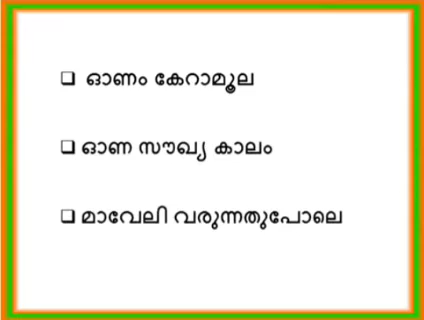 ❑ ഓണം കേറാമൂല
❑ ഓണ സൗഖ്യ കാലം
❑ മാവേലി വരുന്നതുപോലെ